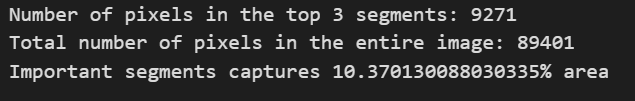 Number of pixels in the top 3 segments: 9271
Total number of pixels in the entire image: 89401
Important segments captures 10.370130088030335% area